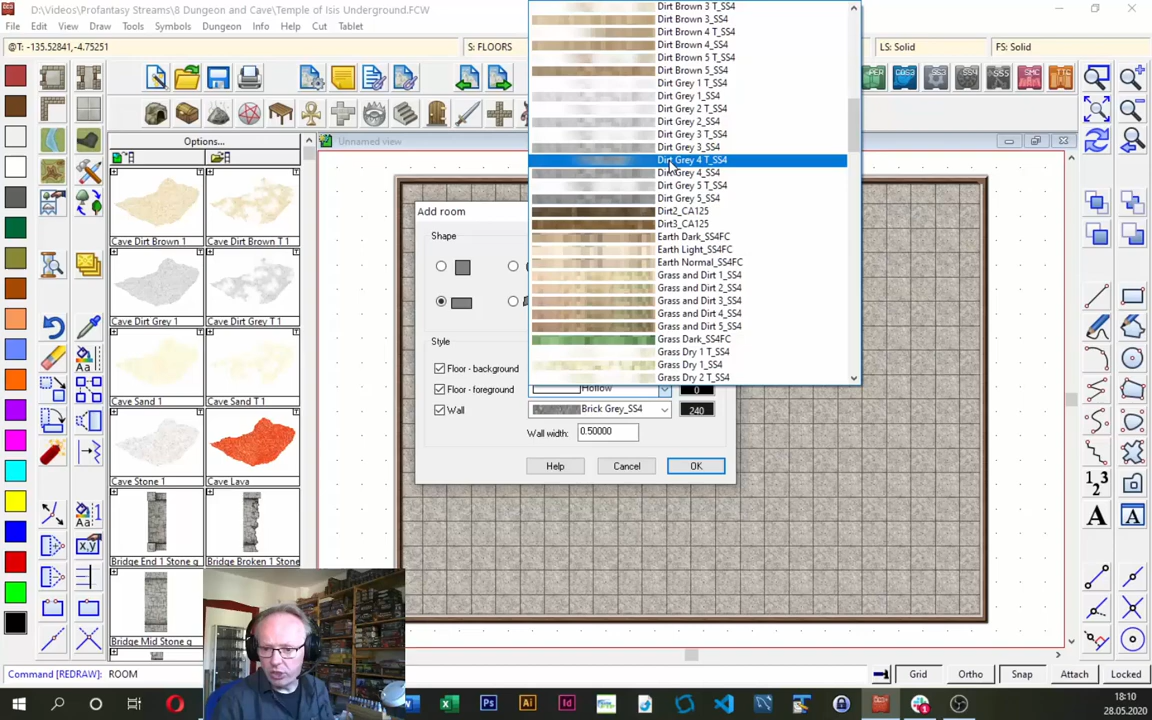 D:\Videos\Profantasy Streams\8 Dungeon and Cave\Temple of Isis Underground.FCW
File Edit View Draw Tools Symbols Dungeon Info Rights Cut Tablet
@T: -135.52841, -4.75251
S: FLOORS
LS: Solid
FS: Solid
Options...
Unnamed view
Cave Dirt Brown 1
Cave Dirt Brown T 1
Cave Dirt Grey 1
Cave Dirt Grey T 1
Cave Sand 1
Cave Sand T 1
Cave Stone 1
Cave Lava
Bridge End 1 Stone g
Bridge Broken 1 Stone
Bridge Mid Stone g
Add room
Shape
Style
Floor - background
Floor - foreground
Hollow
0
Wall
Brick Grey_SS4
240
Wall width:
0.50000
Help
Cancel
OK
Dirt Brown 3 T_SS4
Dirt Brown 3_SS4
Dirt Brown 4 T_SS4
Dirt Brown 4_SS4
Dirt Brown 5 T_SS4
Dirt Brown 5_SS4
Dirt Grey 1 T_SS4
Dirt Grey 1_SS4
Dirt Grey 2 T_SS4
Dirt Grey 2_SS4
Dirt Grey 3 T_SS4
Dirt Grey 3_SS4
Dirt Grey 4 T_SS4
Dirt Grey 4_SS4
Dirt Grey 5 T_SS4
Dirt Grey 5_SS4
Dirt2_CA125
Dirt3_CA125
Earth Dark_SS4FC
Earth Light_SS4FC
Earth Normal_SS4FC
Grass and Dirt 1_SS4
Grass and Dirt 2_SS4
Grass and Dirt 3_SS4
Grass and Dirt 4_SS4
Grass and Dirt 5_SS4
Grass Dark_SS4FC
Grass Dry 1 T_SS4
Grass Dry 1_SS4
Grass Dry 2 T_SS4
Command [REDRAW]: ROOM
Grid
Ortho
Snap
Attach
Locked
18:10
28.05.2020